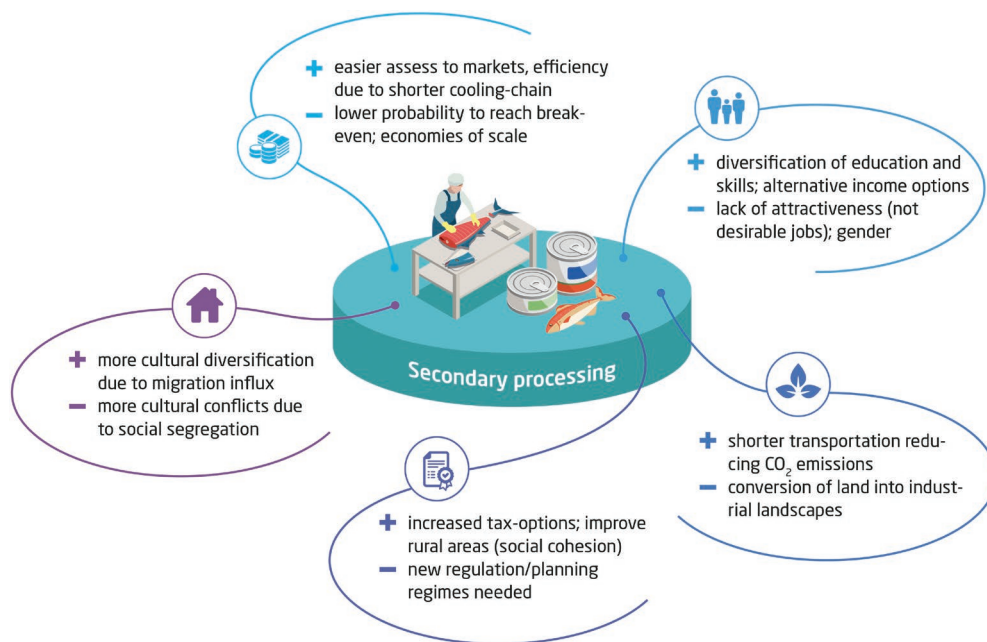 + easier assess to markets, efficiency
due to shorter cooling-chain
− lower probability to reach break-
even; economies of scale
+ diversification of education and
skills; alternative income options
− lack of attractiveness (not
desirable jobs); gender
+ more cultural diversification
due to migration influx
− more cultural conflicts due
to social segregation
Secondary processing
+ shorter transportation redu-
cing CO₂ emissions
− conversion of land into indust-
rial landscapes
+ increased tax-options; improve
rural areas (social cohesion)
− new regulation/planning
regimes needed